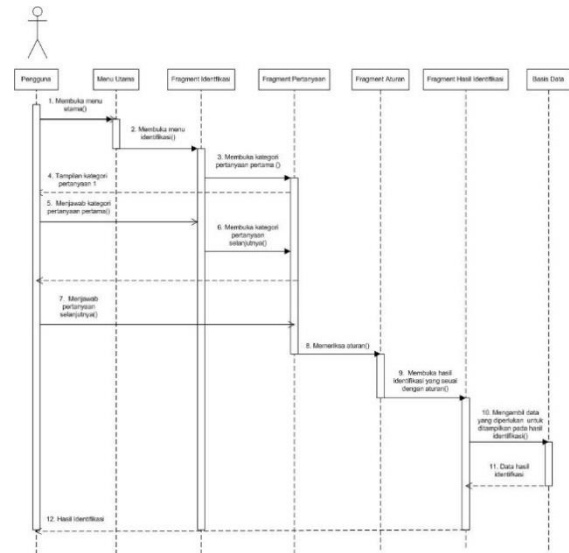 Pengguna
Menu Utama
Fragment Identfikasi
Fragment Pertanyaan
Fragment Aturan
Fragment Hasil Identifikasi
Basis Data
1. Membuka menu
utama()
2. Membuka menu
identifikasi()
3. Membuka kategori
pertanyaan pertama ()
4. Tampilan kategori
pertanyaan 1
5. Menjawab kategori
pertanyaan pertama()
6. Membuka kategori
pertanyaan
selanjutnya()
7. Menjawab
pertanyaan
selanjutnya()
8. Memeriksa aturan()
9. Membuka hasil
identifikasi yang sesuai
dengan aturan()
10. Mengambil data
yang diperlukan untuk
ditampilkan pada hasil
identifikasi()
11. Data hasil
identifikasi
12. Hasil identifikasi